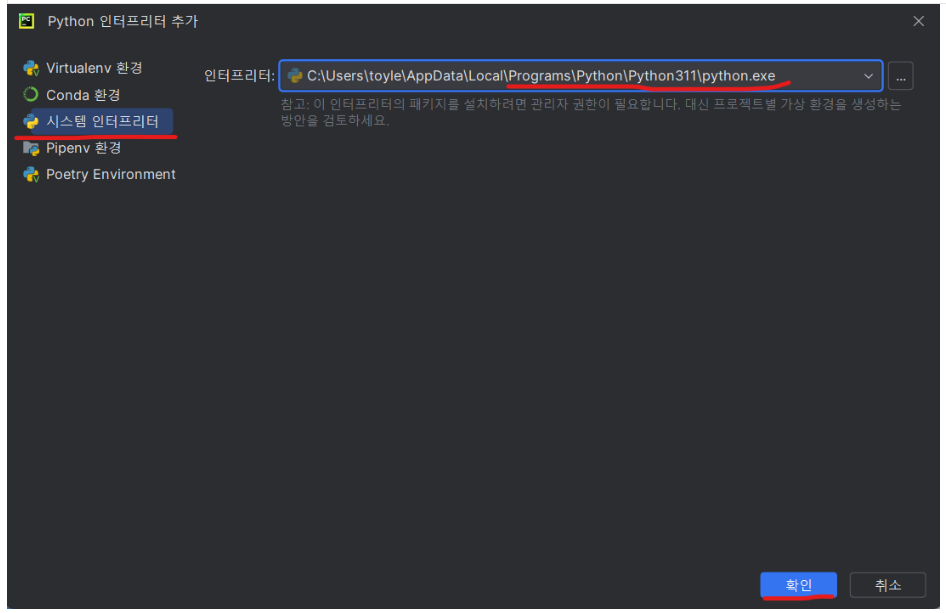 PC
Python 인터프리터 추가
Virtualenv 환경
Conda 환경
시스템 인터프리터
Pipenv 환경
Poetry Environment
인터프리터: C:\Users\toyle\AppData\Local\Programs\Python\Python311\python.exe
...
참고: 이 인터프리터의 패키지를 설치하려면 관리자 권한이 필요합니다. 대신 프로젝트별 가상 환경을 생성하는
방안을 검토하세요.
확인
취소